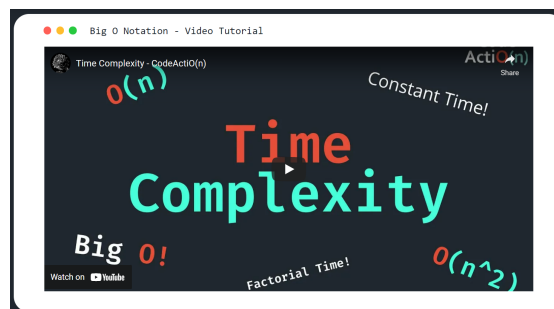 Big O Notation - Video Tutorial
Time Complexity - CodeActiO(n)
ActiO(n)
Share
O(n)
Constant Time!
Time
Complexity
Big O!
Factorial Time!
O(n^2)
Watch on YouTube